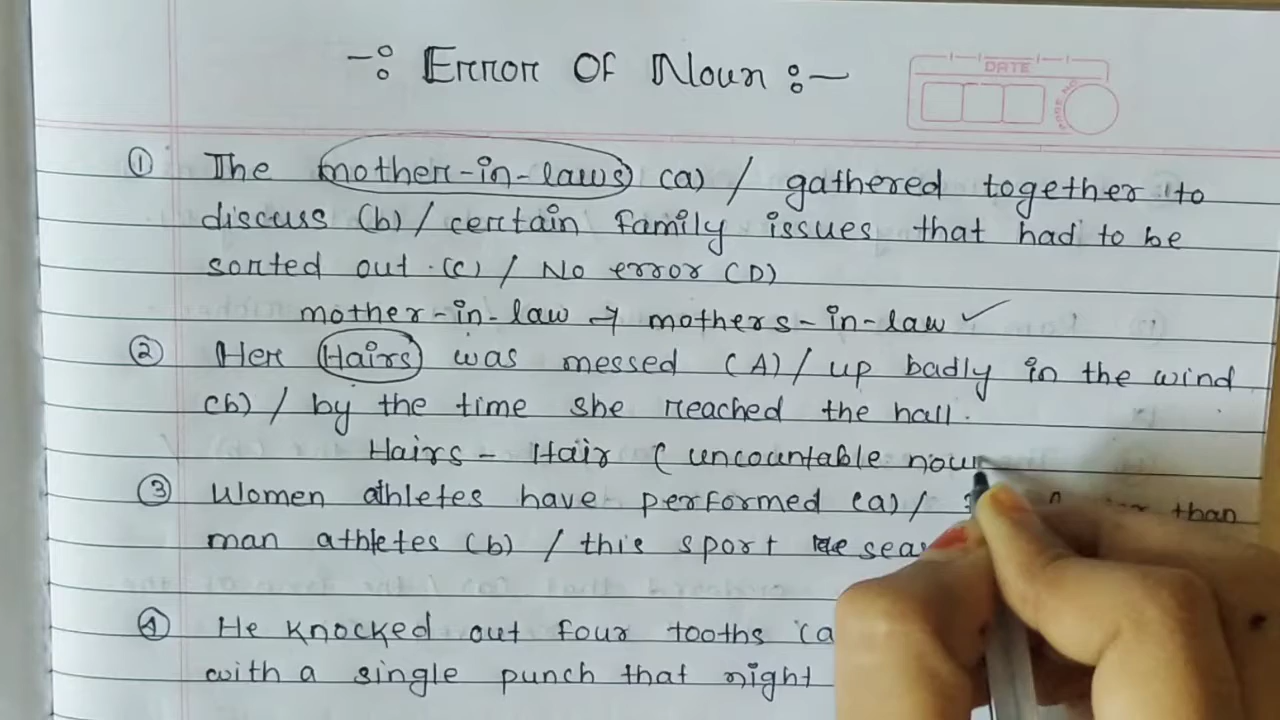 -: Error Of Noun :-
DATE
① The mother-in-laws (a) / gathered together to
discuss (b) / certain family issues that had to be
sorted out. (c) / No error (D)
mother-in-law → mothers-in-law ✓
② Her Hairs was messed (A) / up badly in the wind
(b) / by the time she reached the hall.
Hairs - Hair ( uncountable noun
③ Women athletes have performed (a) / than
man athletes (b) / this sport
④ He knocked out four tooths (a
with a single punch that night